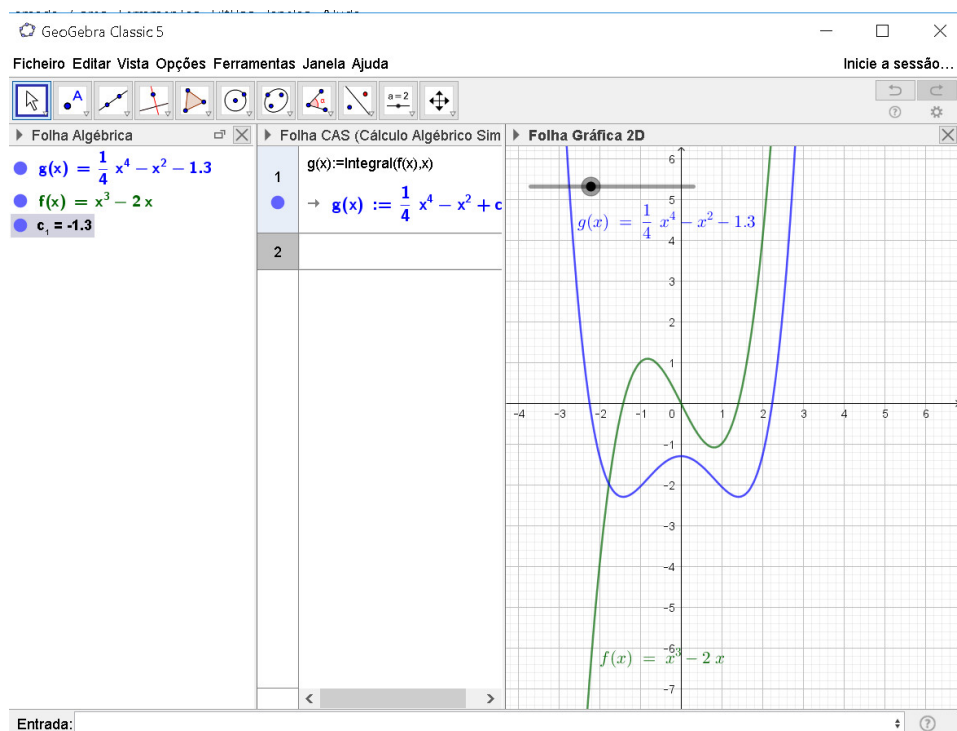 GeoGebra Classic 5
Ficheiro Editar Vista Opções Ferramentas Janela Ajuda
Inicie a sessão...
A
α
a=2
Folha Algébrica
g(x) = 1/4 x⁴ − x² − 1.3
f(x) = x³ − 2 x
c₁ = -1.3
Folha CAS (Cálculo Algébrico Sim
1
g(x):=Integral(f(x),x)
→ g(x) := 1/4 x⁴ − x² + c
2
Folha Gráfica 2D
g(x) = 1/4 x⁴ − x² − 1.3
6
5
4
3
2
1
-4 -3 -2 -1 0 1 2 3 4 5 6
-1
-2
-3
-4
-5
-6
-7
f(x) = x³ − 2 x
Entrada: